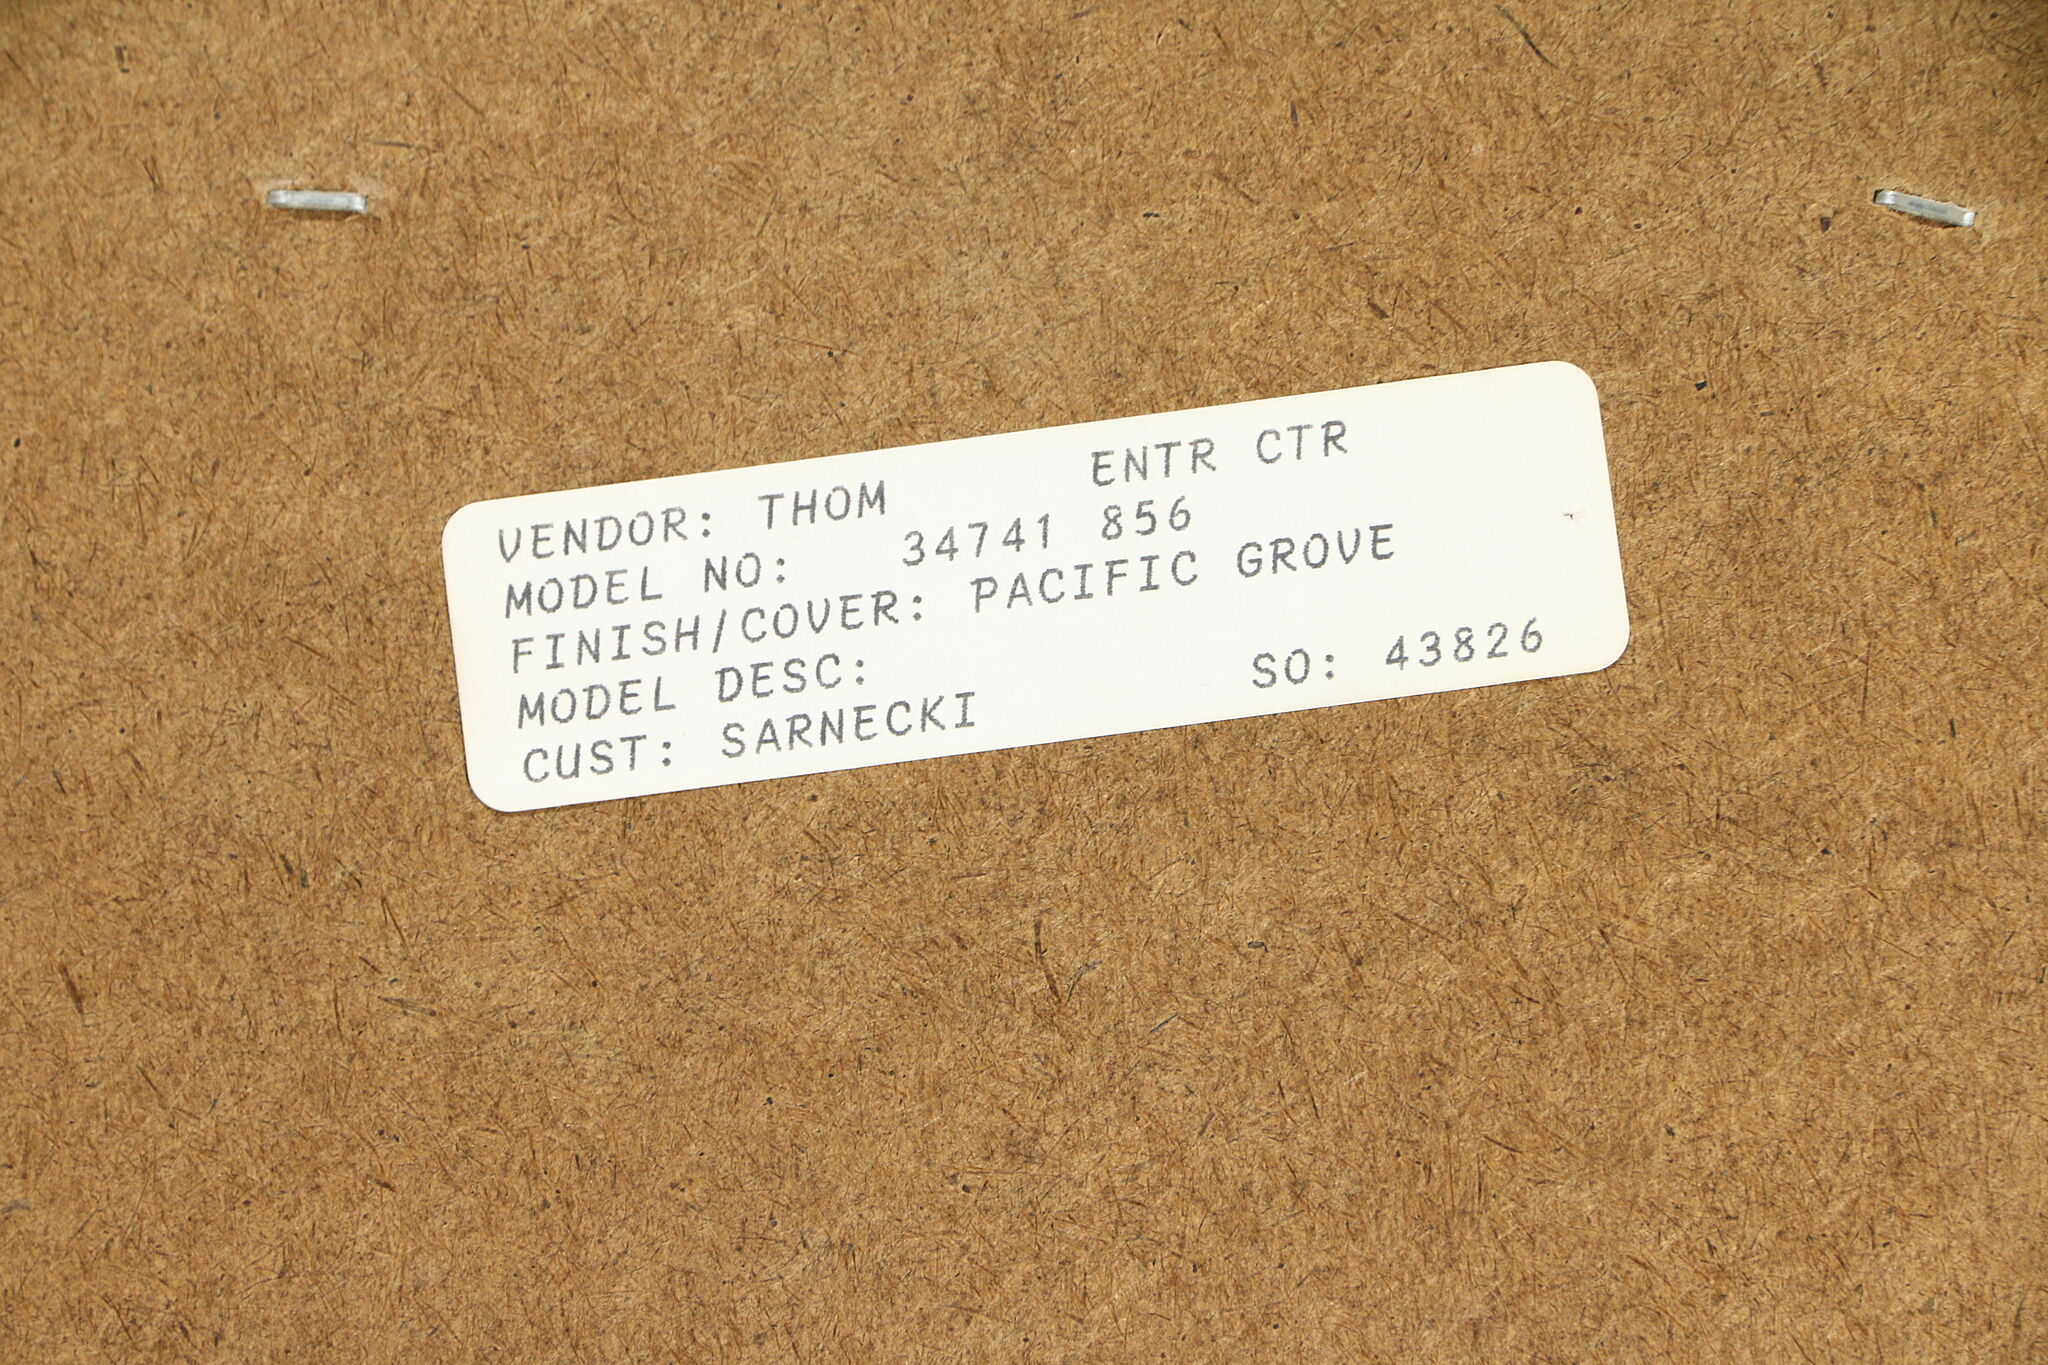 VENDOR: THOM ENTR CTR
MODEL NO: 34741 856
FINISH/COVER: PACIFIC GROVE
MODEL DESC:
CUST: SARNECKI SO: 43826